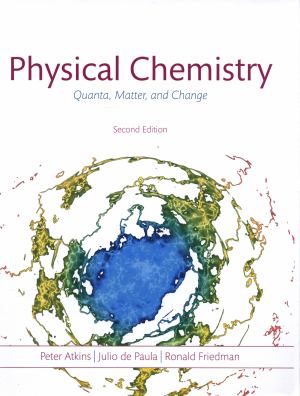 Physical Chemistry
Quanta, Matter, and Change
Second Edition
Peter Atkins | Julio de Paula | Ronald Friedman